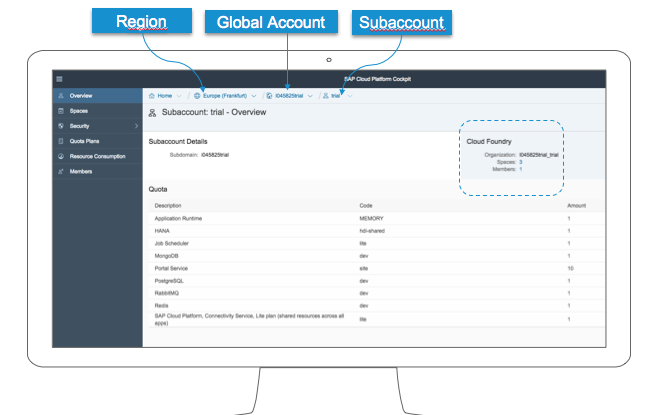 Region
Global Account
Subaccount
SAP Cloud Platform Cockpit
Overview
Home / Europe (Frankfurt) / i045825trial / trial
Spaces
Subaccount: trial - Overview
Security
Quota Plans
Resource Consumption
Members
Subaccount Details
Subdomain: i045825trial
Cloud Foundry
Organization: i045825trial_trial
Spaces: 3
Members: 1
Quota
Description Code Amount
Application Runtime MEMORY 1
HANA hdi-shared 1
Job Scheduler lite 1
MongoDB dev 1
Portal Service site 10
PostgreSQL dev 1
RabbitMQ dev 1
Redis dev 1
SAP Cloud Platform, Connectivity Service, Lite plan (shared resources across all
apps) lite 1